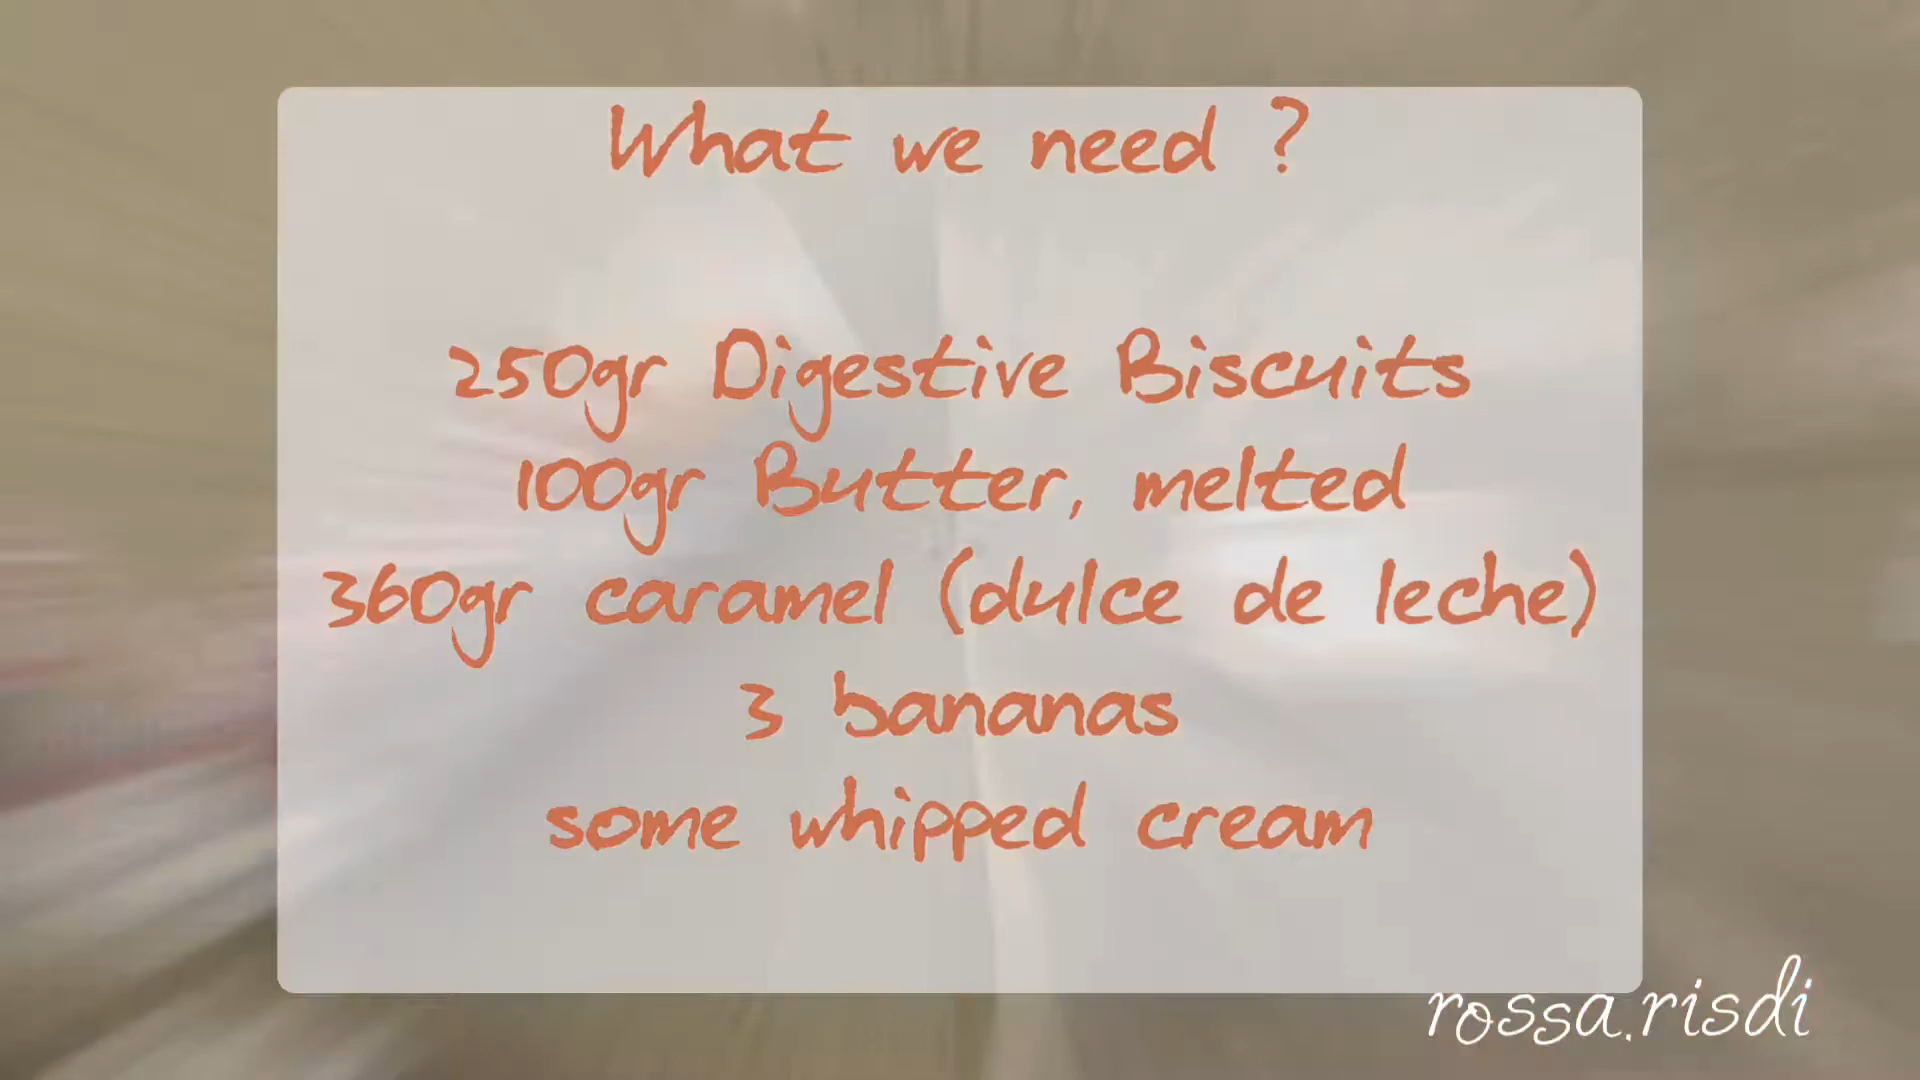 What we need ?
250gr Digestive Biscuits
100gr Butter, melted
360gr caramel (dulce de leche)
3 bananas
some whipped cream
rossa.risdi